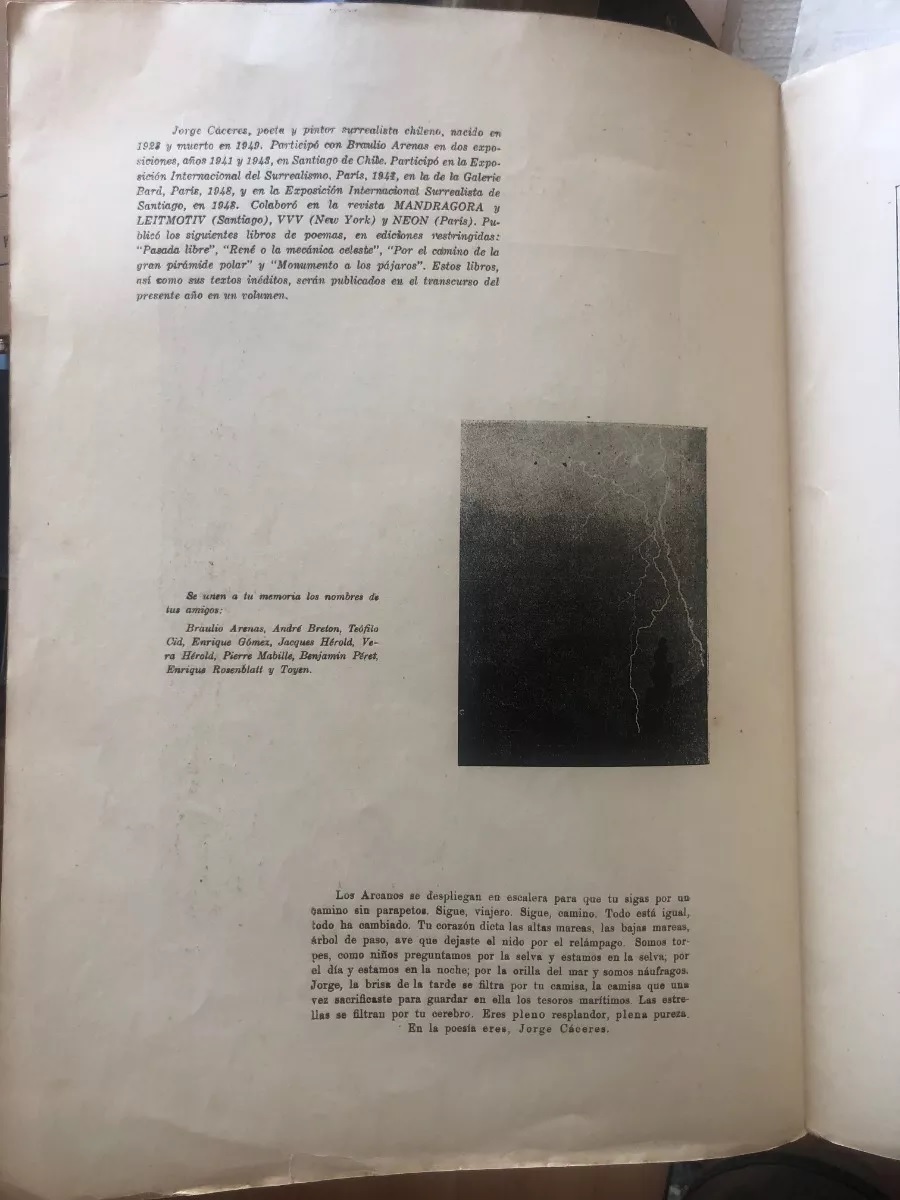 Jorge Cáceres, poeta y pintor surrealista chileno, nacido en
1923 y muerto en 1949. Participó con Braulio Arenas en dos expo-
siciones, años 1941 y 1943, en Santiago de Chile. Participó en la Expo-
sición Internacional del Surrealismo, París, 1947, en la de la Galerie
Bard, París, 1948, y en la Exposición Internacional Surrealista de
Santiago, en 1948. Colaboró en la revista MANDRAGORA y
LEITMOTIV (Santiago), VVV (New York) y NEON (París). Pu-
blicó los siguientes libros de poemas, en ediciones restringidas:
"Pasada libre", "René o la mecánica celeste", "Por el camino de la
gran pirámide polar" y "Monumento a los pájaros". Estos libros,
así como sus textos inéditos, serán publicados en el transcurso del
presente año en un volumen.
Se unen a tu memoria los nombres de
tus amigos:
Braulio Arenas, André Breton, Teófilo
Cid, Enrique Gómez, Jacques Hérold, Ve-
ra Hérold, Pierre Mabille, Benjamin Péret,
Enrique Rosenblatt y Toyen.
Los Arcanos se despliegan en escalera para que tu sigas por un
camino sin parapetos. Sigue, viajero. Sigue, camino. Todo está igual,
todo ha cambiado. Tu corazón dicta las altas mareas, las bajas mareas,
árbol de paso, ave que dejaste el nido por el relámpago. Somos tor-
pes, como niños preguntamos por la selva y estamos en la selva; por
el día y estamos en la noche; por la orilla del mar y somos náufragos.
Jorge, la brisa de la tarde se filtra por tu camisa, la camisa que una
vez sacrificaste para guardar en ella los tesoros marítimos. Las estre-
llas se filtran por tu cerebro. Eres pleno resplandor, plena pureza.
En la poesía eres, Jorge Cáceres.